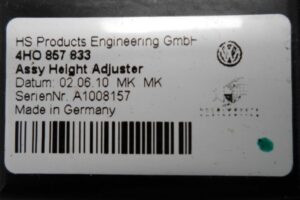 HS Products Engineering GmbH
4H0 857 833
Assy Height Adjuster
Datum: 02.06.10 MK MK
SerienNr. A1008157
Made in Germany